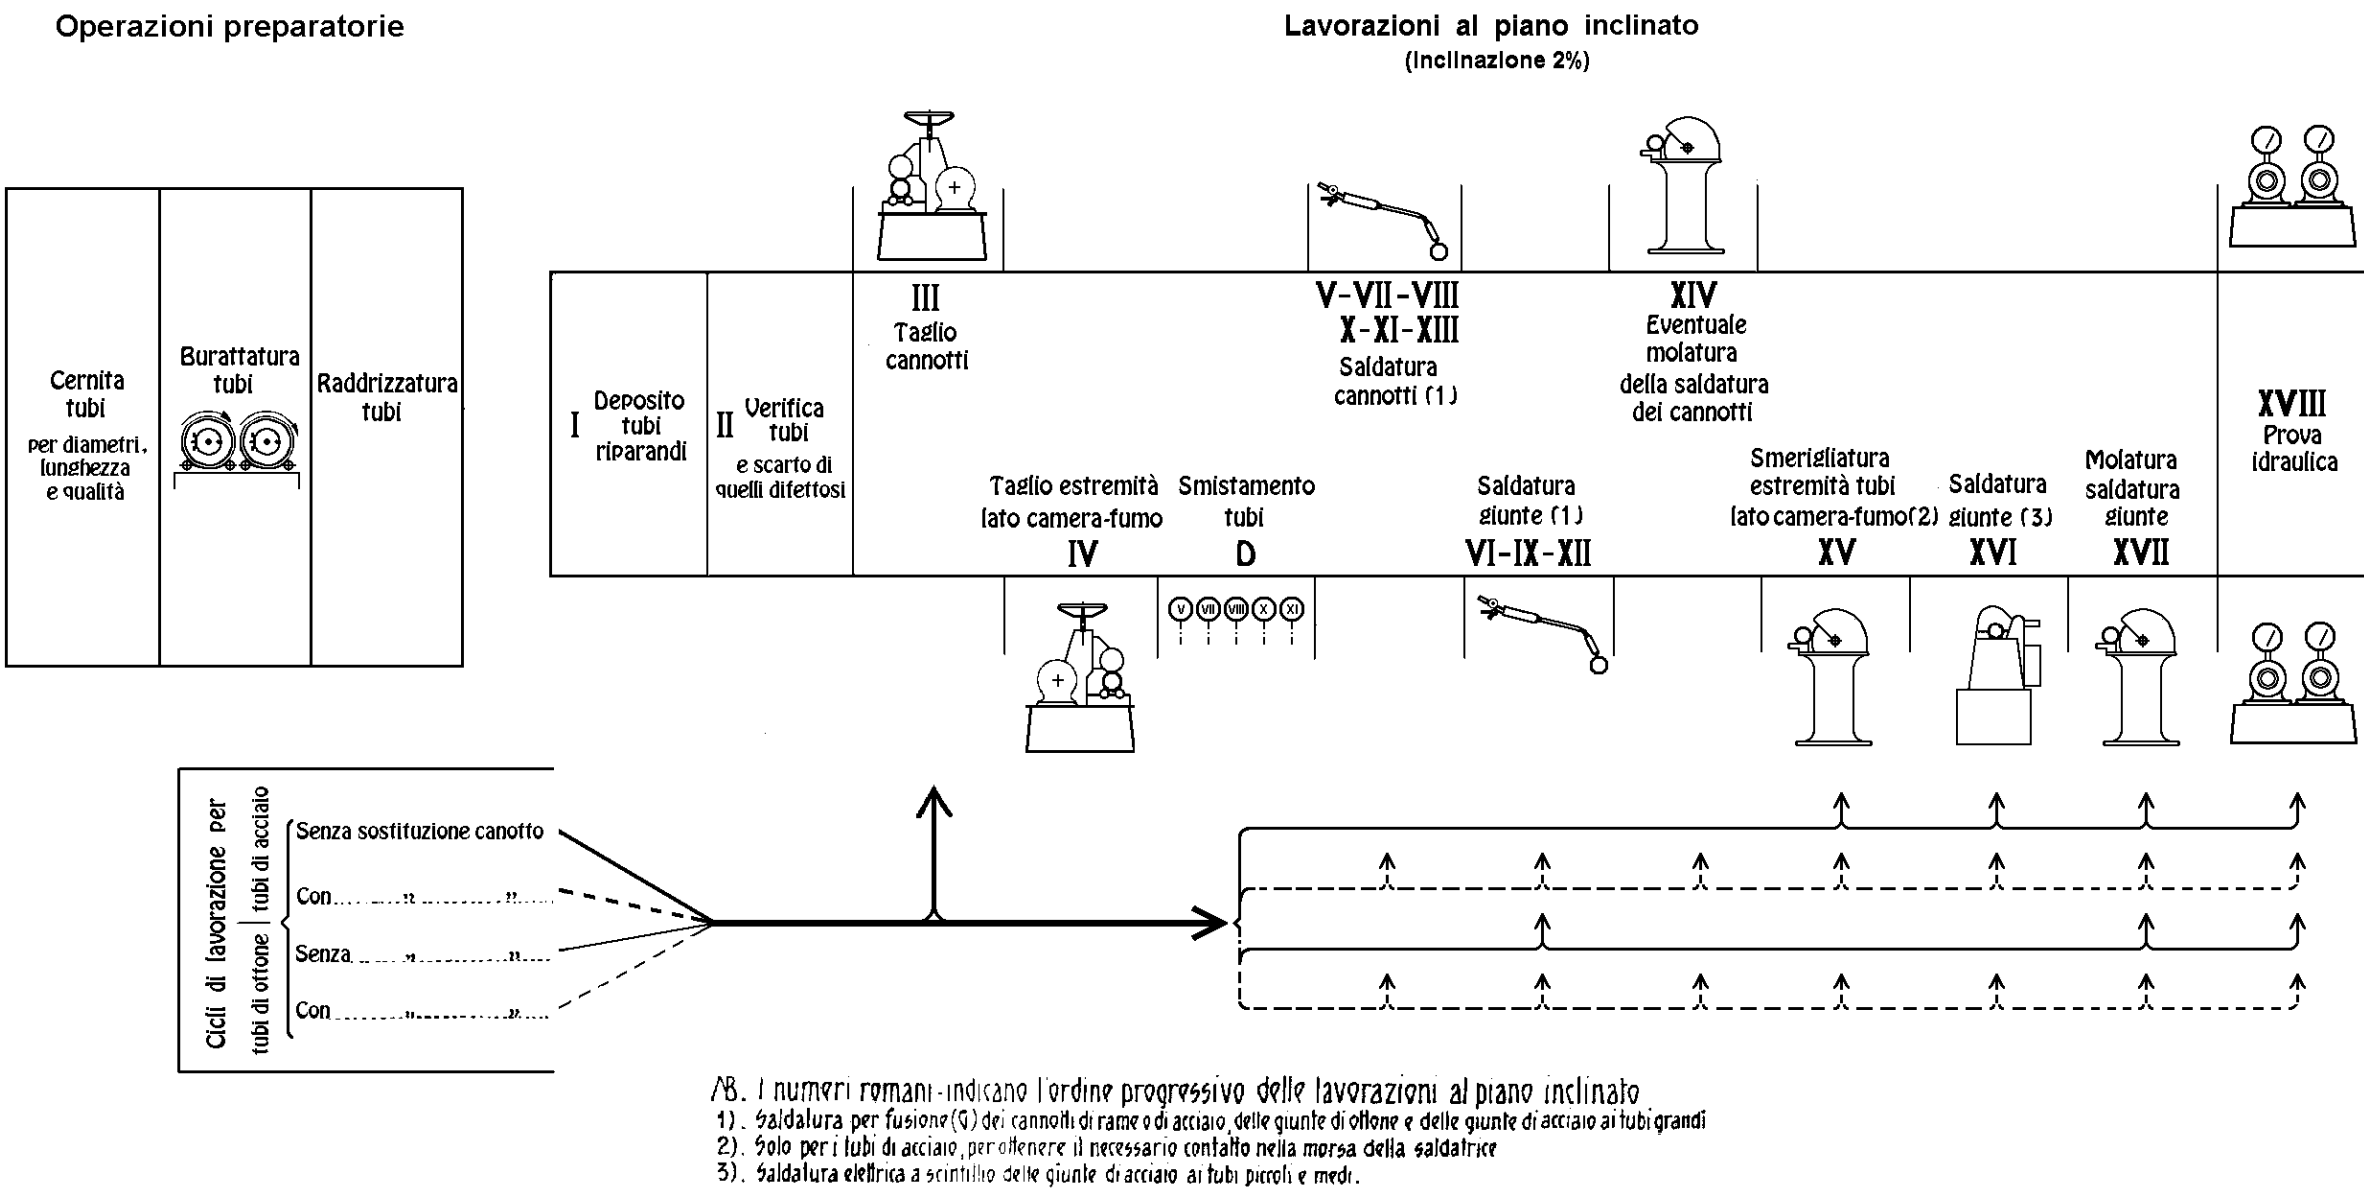 Operazioni preparatorie
Lavorazioni al piano inclinato
(Inclinazione 2%)
Cernita
tubi
per diametri,
lunghezza
e qualità
Burattatura
tubi
Raddrizzatura
tubi
I
Deposito
tubi
riparandi
II
Verifica
tubi
e scarto di
quelli difettosi
III
Taglio
cannotti
Taglio estremità
lato camera-fumo
IV
Smistamento
tubi
D
V VII VIII X XI
V-VII-VIII
X-XI-XIII
Saldatura
cannotti (1)
Saldatura
giunte (1)
VI-IX-XII
XIV
Eventuale
molatura
della saldatura
dei cannotti
Smerigliatura
estremità tubi
lato camera-fumo(2)
XV
Saldatura
giunte (3)
XVI
Molatura
saldatura
giunte
XVII
XVIII
Prova
idraulica
Cicli di lavorazione per
tubi di ottone | tubi di acciaio
Senza sostituzione canotto
Con „ „
Senza „ „
Con „ „
NB. I numeri romani-indicano l'ordine progressivo delle lavorazioni al piano inclinato
1). Saldatura per fusione (G) dei cannotti di rame o di acciaio, delle giunte di ottone e delle giunte di acciaio ai tubi grandi
2). Solo per i tubi di acciaio, per ottenere il necessario contatto nella morsa della saldatrice
3). Saldatura elettrica a scintillio delle giunte di acciaio ai tubi piccoli e medi.